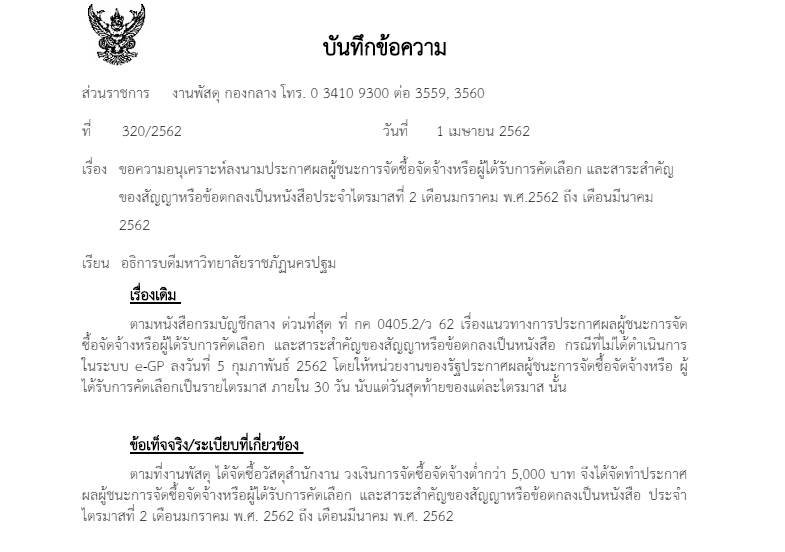 บันทึกข้อความ
ส่วนราชการ งานพัสดุ กองกลาง โทร. 0 3410 9300 ต่อ 3559, 3560
ที่ 320/2562 วันที่ 1 เมษายน 2562
เรื่อง ขอความอนุเคราะห์ลงนามประกาศผลผู้ชนะการจัดซื้อจัดจ้างหรือผู้ได้รับการคัดเลือก และสาระสำคัญ
ของสัญญาหรือข้อตกลงเป็นหนังสือประจำไตรมาสที่ 2 เดือนมกราคม พ.ศ.2562 ถึง เดือนมีนาคม
2562
เรียน อธิการบดีมหาวิทยาลัยราชภัฏนครปฐม
เรื่องเดิม
ตามหนังสือกรมบัญชีกลาง ด่วนที่สุด ที่ กค 0405.2/ว 62 เรื่องแนวทางการประกาศผลผู้ชนะการจัด
ซื้อจัดจ้างหรือผู้ได้รับการคัดเลือก และสาระสำคัญของสัญญาหรือข้อตกลงเป็นหนังสือ กรณีที่ไม่ได้ดำเนินการ
ในระบบ e-GP ลงวันที่ 5 กุมภาพันธ์ 2562 โดยให้หน่วยงานของรัฐประกาศผลผู้ชนะการจัดซื้อจัดจ้างหรือ ผู้
ได้รับการคัดเลือกเป็นรายไตรมาส ภายใน 30 วัน นับแต่วันสุดท้ายของแต่ละไตรมาส นั้น
ข้อเท็จจริง/ระเบียบที่เกี่ยวข้อง
ตามที่งานพัสดุ ได้จัดซื้อวัสดุสำนักงาน วงเงินการจัดซื้อจัดจ้างต่ำกว่า 5,000 บาท จึงได้จัดทำประกาศ
ผลผู้ชนะการจัดซื้อจัดจ้างหรือผู้ได้รับการคัดเลือก และสาระสำคัญของสัญญาหรือข้อตกลงเป็นหนังสือ ประจำ
ไตรมาสที่ 2 เดือนมกราคม พ.ศ. 2562 ถึง เดือนมีนาคม พ.ศ. 2562